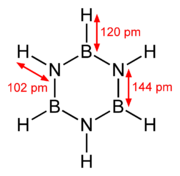 H
120 pm
H B H
N N
102 pm 144 pm
B B
H N H
H